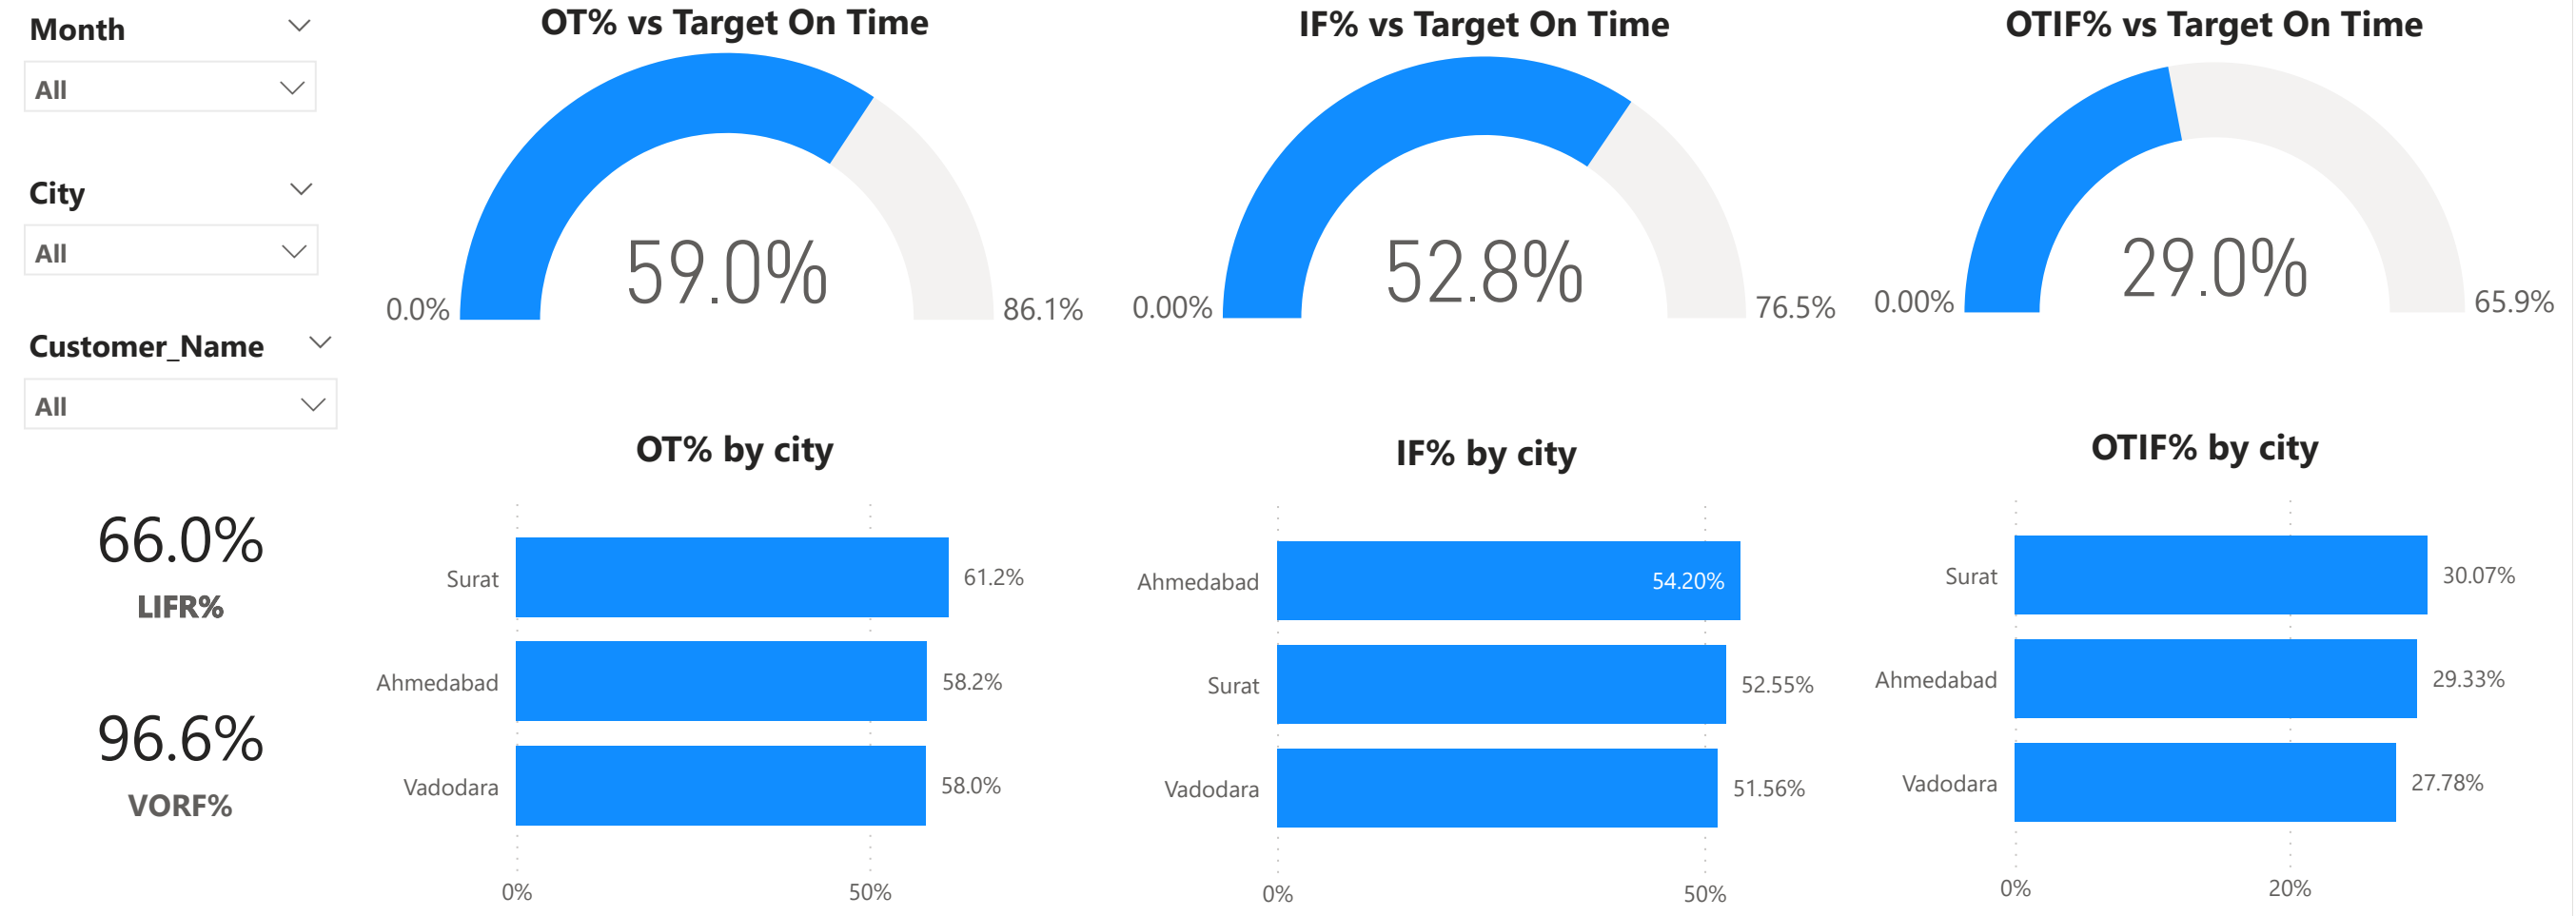 Month
All
City
All
Customer_Name
All
66.0%
LIFR%
96.6%
VORF%
OT% vs Target On Time
59.0%
0.0%
86.1%
IF% vs Target On Time
52.8%
0.00%
76.5%
OTIF% vs Target On Time
29.0%
0.00%
65.9%
OT% by city
Surat 61.2%
Ahmedabad 58.2%
Vadodara 58.0%
0% 50%
IF% by city
Ahmedabad 54.20%
Surat 52.55%
Vadodara 51.56%
0% 50%
OTIF% by city
Surat 30.07%
Ahmedabad 29.33%
Vadodara 27.78%
0% 20%